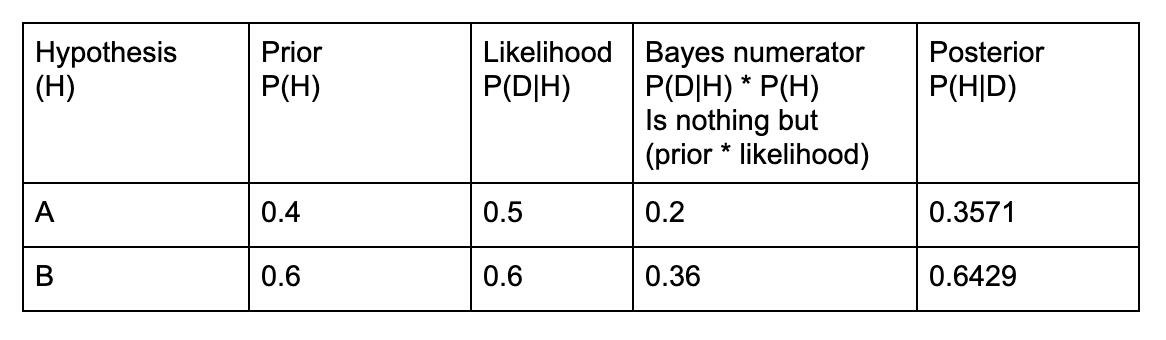 Hypothesis
(H)
Prior
P(H)
Likelihood
P(D|H)
Bayes numerator
P(D|H) * P(H)
Is nothing but
(prior * likelihood)
Posterior
P(H|D)
A
0.4
0.5
0.2
0.3571
B
0.6
0.6
0.36
0.6429